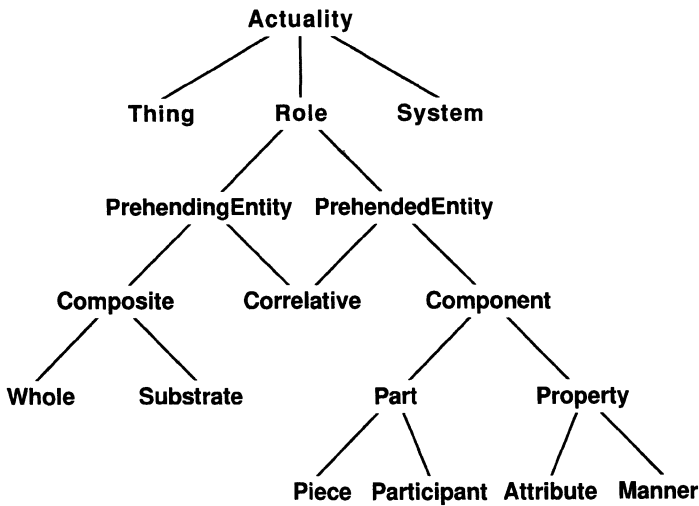 Actuality
Thing Role System
PrehendingEntity PrehendedEntity
Composite Correlative Component
Whole Substrate Part Property
Piece Participant Attribute Manner